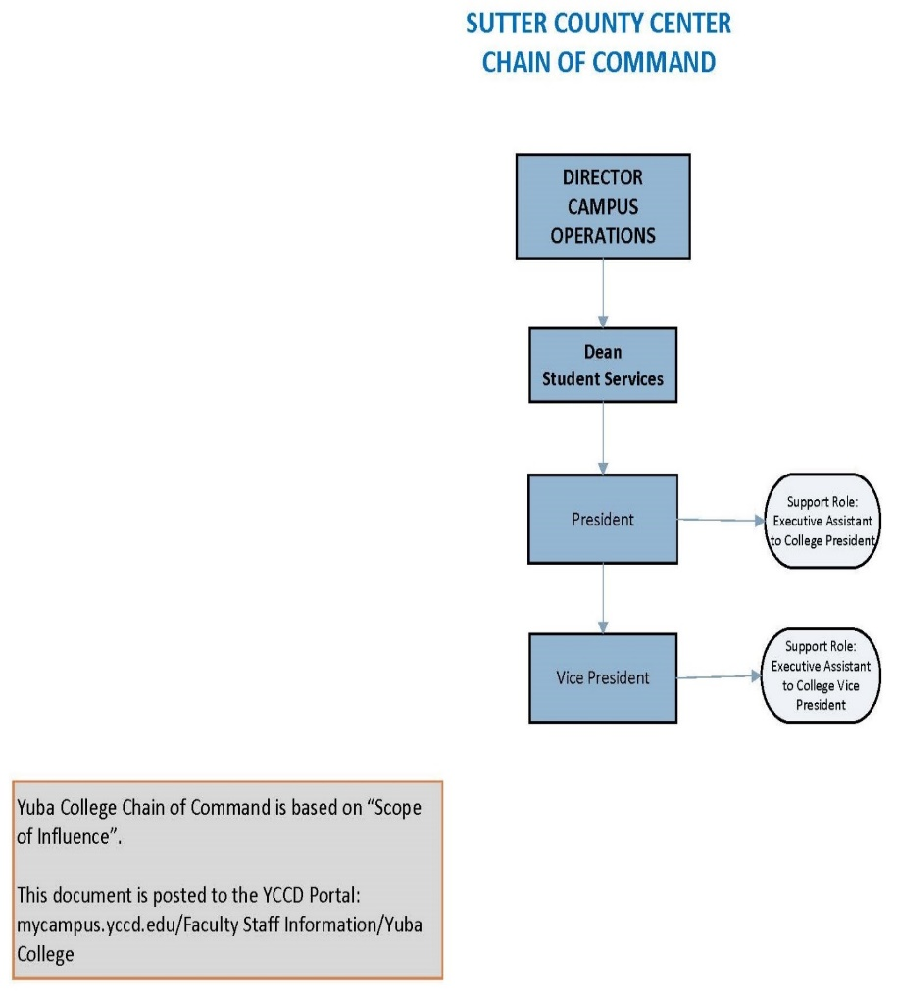 SUTTER COUNTY CENTER
CHAIN OF COMMAND
DIRECTOR
CAMPUS
OPERATIONS
Dean
Student Services
President
Support Role:
Executive Assistant
to College President
Vice President
Support Role:
Executive Assistant
to College Vice
President
Yuba College Chain of Command is based on “Scope
of Influence”.
This document is posted to the YCCD Portal:
mycampus.yccd.edu/Faculty Staff Information/Yuba
College